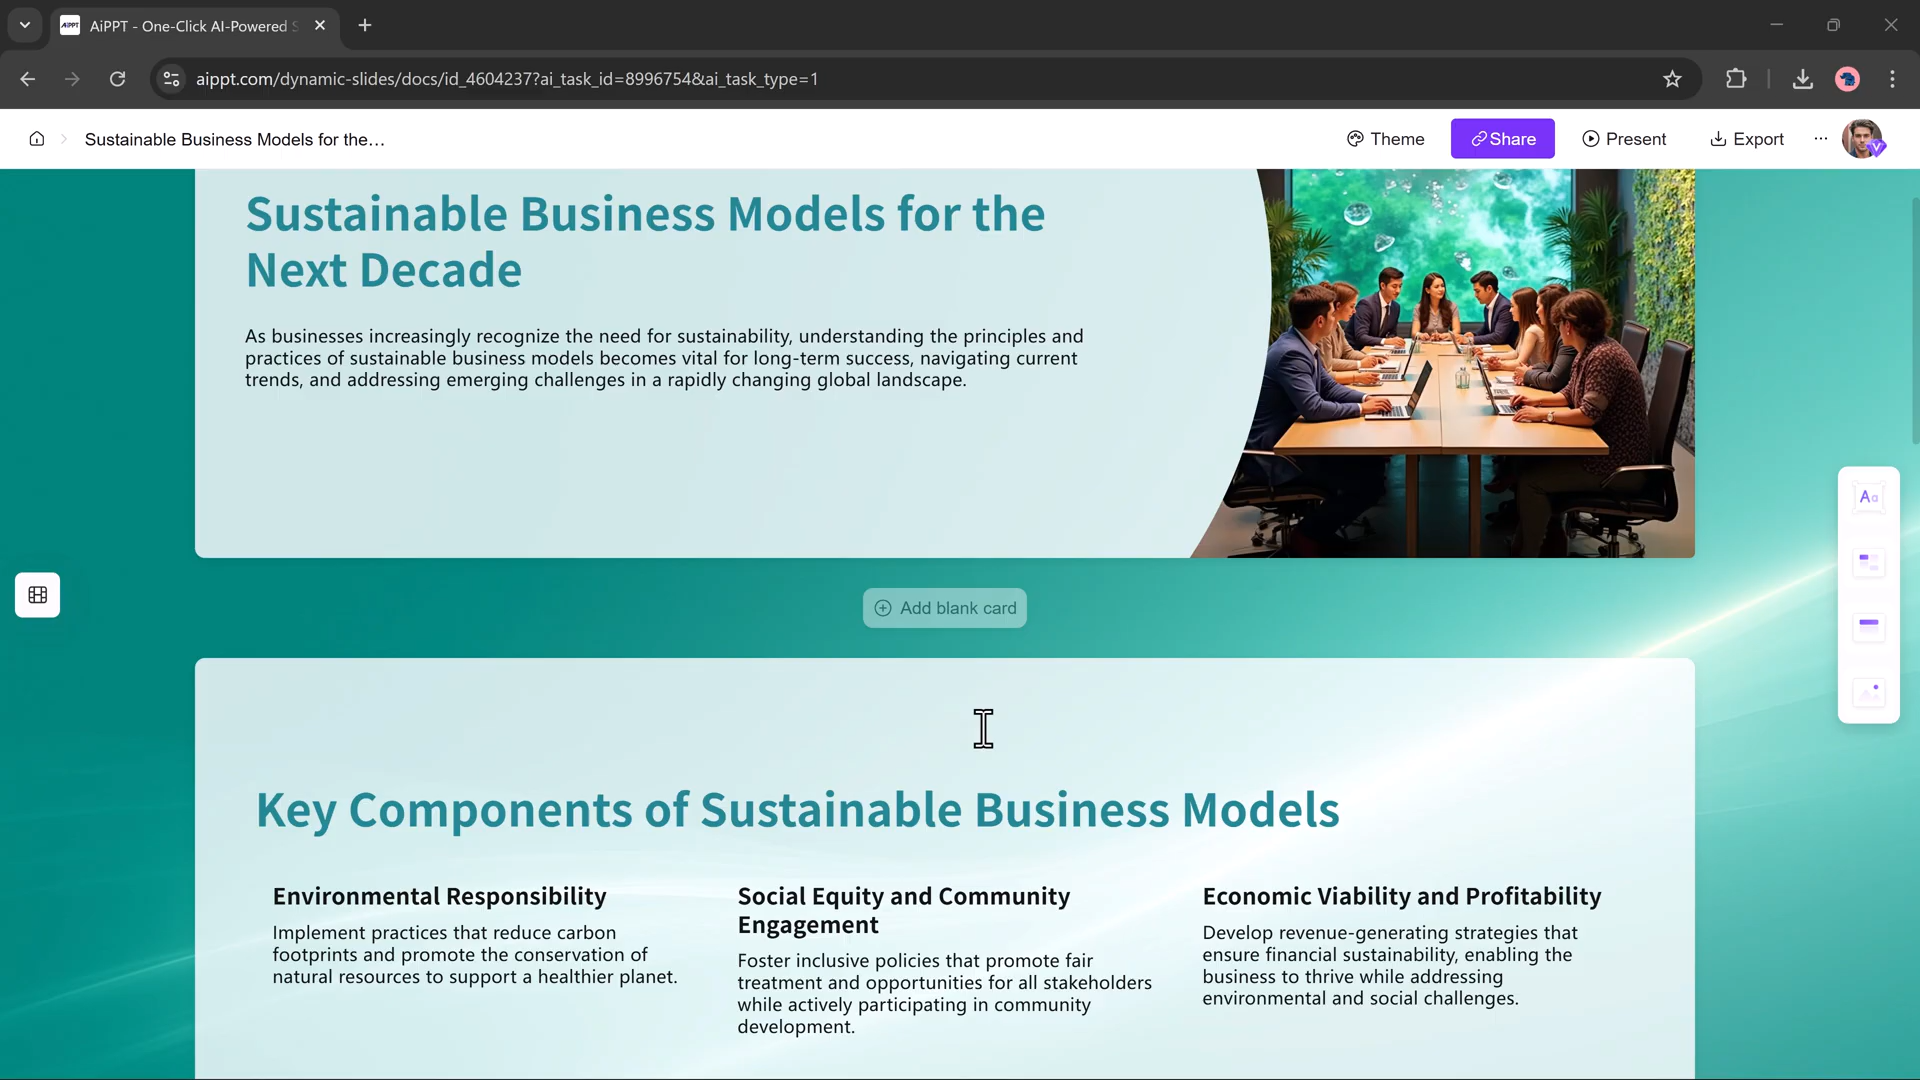 AiPPT - One-Click AI-Powered S
aippt.com/dynamic-slides/docs/id_4604237?ai_task_id=8996754&ai_task_type=1
Sustainable Business Models for the...
Theme
Share
Present
Export
Sustainable Business Models for the
Next Decade
As businesses increasingly recognize the need for sustainability, understanding the principles and
practices of sustainable business models becomes vital for long-term success, navigating current
trends, and addressing emerging challenges in a rapidly changing global landscape.
Add blank card
Aa
Key Components of Sustainable Business Models
Environmental Responsibility
Implement practices that reduce carbon
footprints and promote the conservation of
natural resources to support a healthier planet.
Social Equity and Community
Engagement
Foster inclusive policies that promote fair
treatment and opportunities for all stakeholders
while actively participating in community
development.
Economic Viability and Profitability
Develop revenue-generating strategies that
ensure financial sustainability, enabling the
business to thrive while addressing
environmental and social challenges.